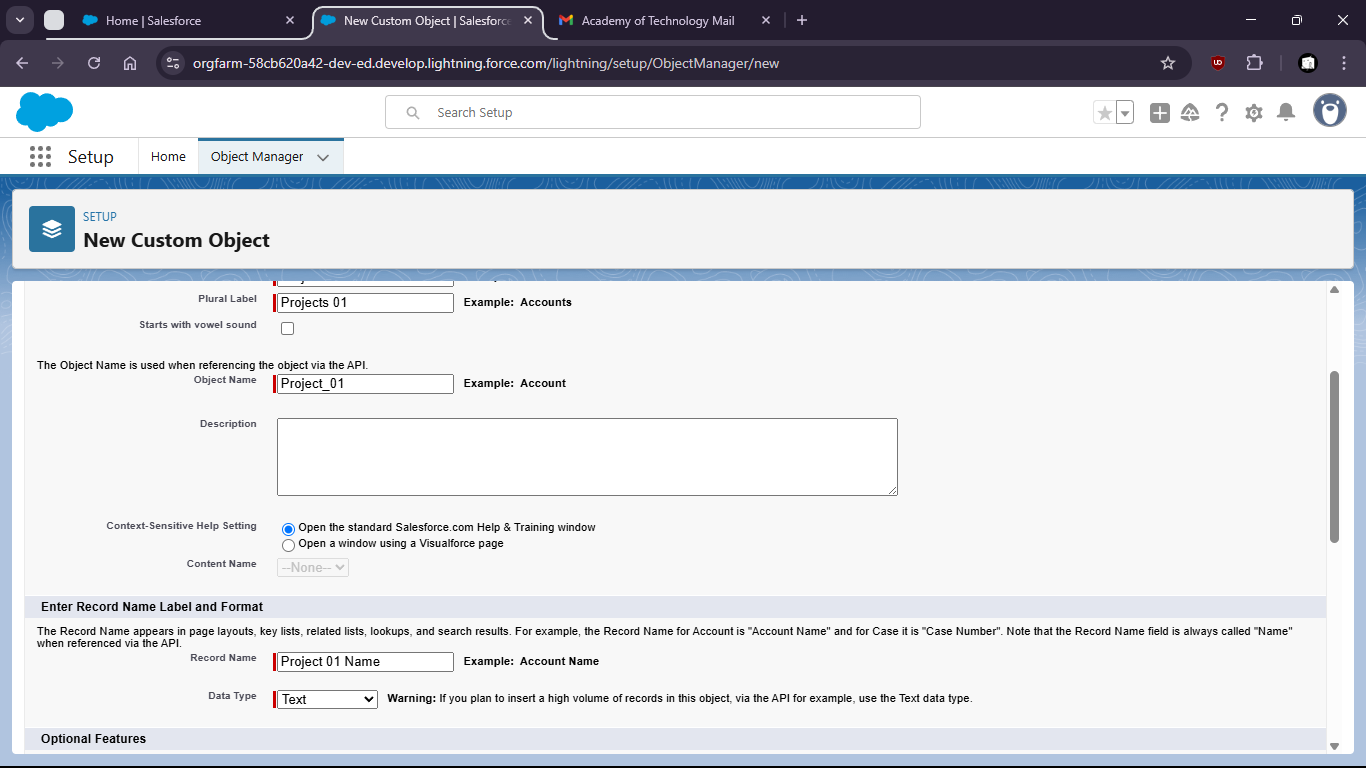 Home | Salesforce
New Custom Object | Salesforce
Academy of Technology Mail
orgfarm-58cb620a42-dev-ed.develop.lightning.force.com/lightning/setup/ObjectManager/new
Search Setup
Setup
Home
Object Manager
SETUP
New Custom Object
Plural Label
Projects 01
Example: Accounts
Starts with vowel sound
The Object Name is used when referencing the object via the API.
Object Name
Project_01
Example: Account
Description
Context-Sensitive Help Setting
Open the standard Salesforce.com Help & Training window
Open a window using a Visualforce page
Content Name
--None--
Enter Record Name Label and Format
The Record Name appears in page layouts, key lists, related lists, lookups, and search results. For example, the Record Name for Account is "Account Name" and for Case it is "Case Number". Note that the Record Name field is always called "Name"
when referenced via the API.
Record Name
Project 01 Name
Example: Account Name
Data Type
Text
Warning: If you plan to insert a high volume of records in this object, via the API for example, use the Text data type.
Optional Features